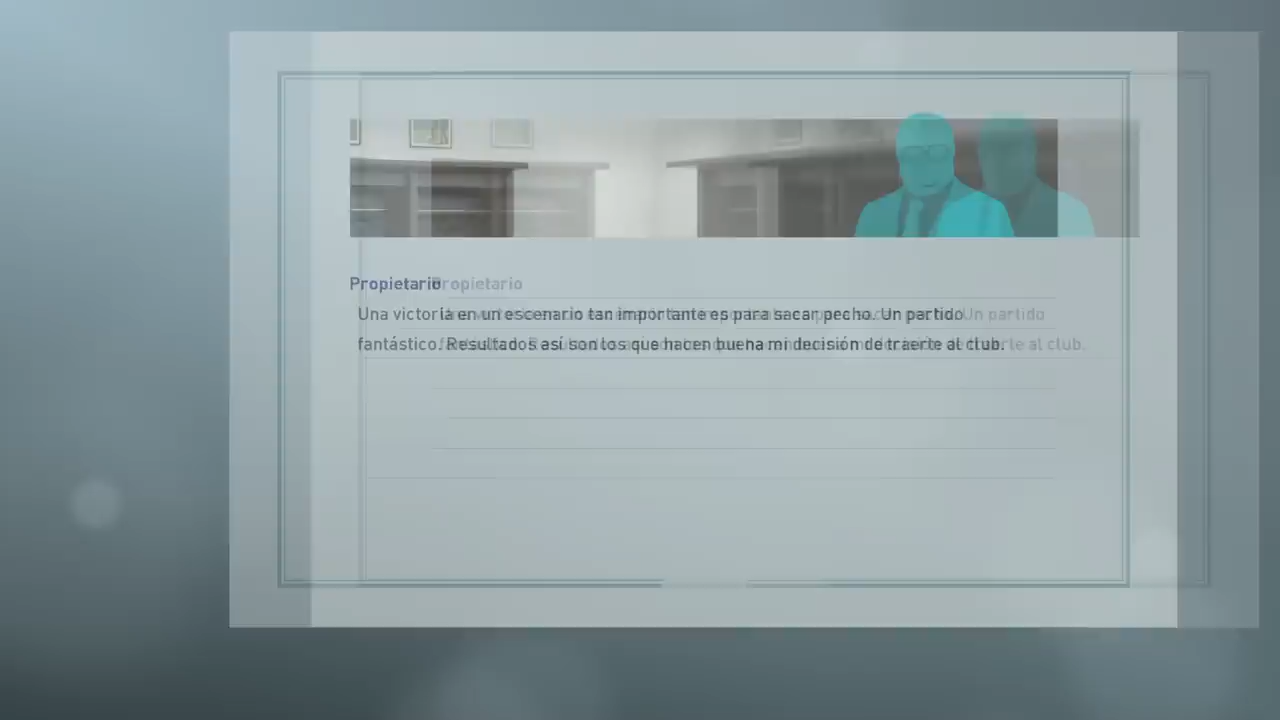 Propietario
Una victoria en un escenario tan importante es para sacar pecho. Un partido
fantástico. Resultados así son los que hacen buena mi decisión de traerte al club.